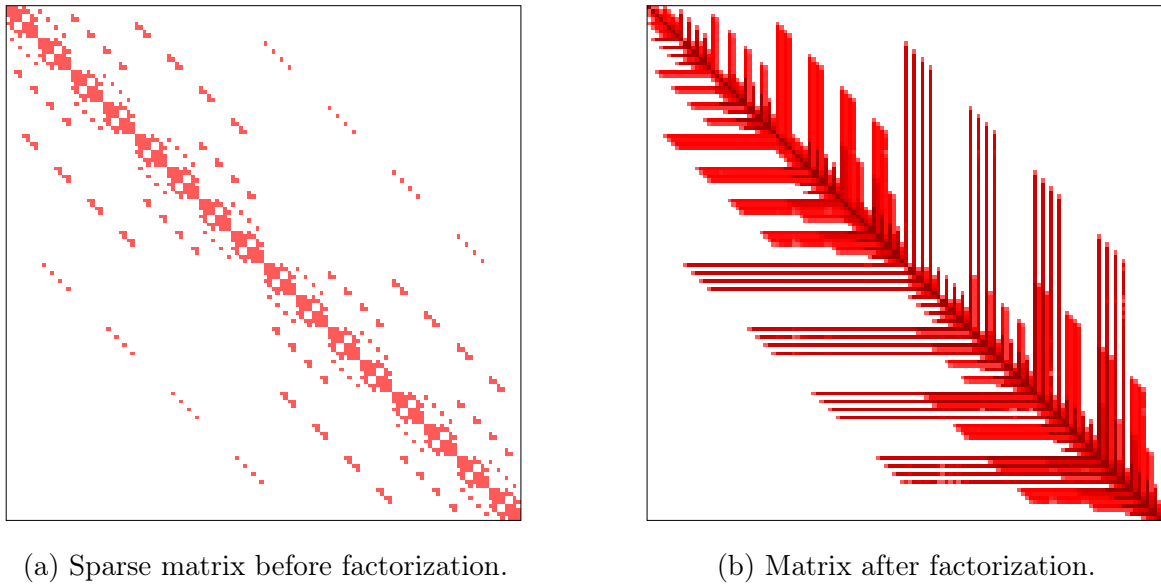 (a) Sparse matrix before factorization.
(b) Matrix after factorization.